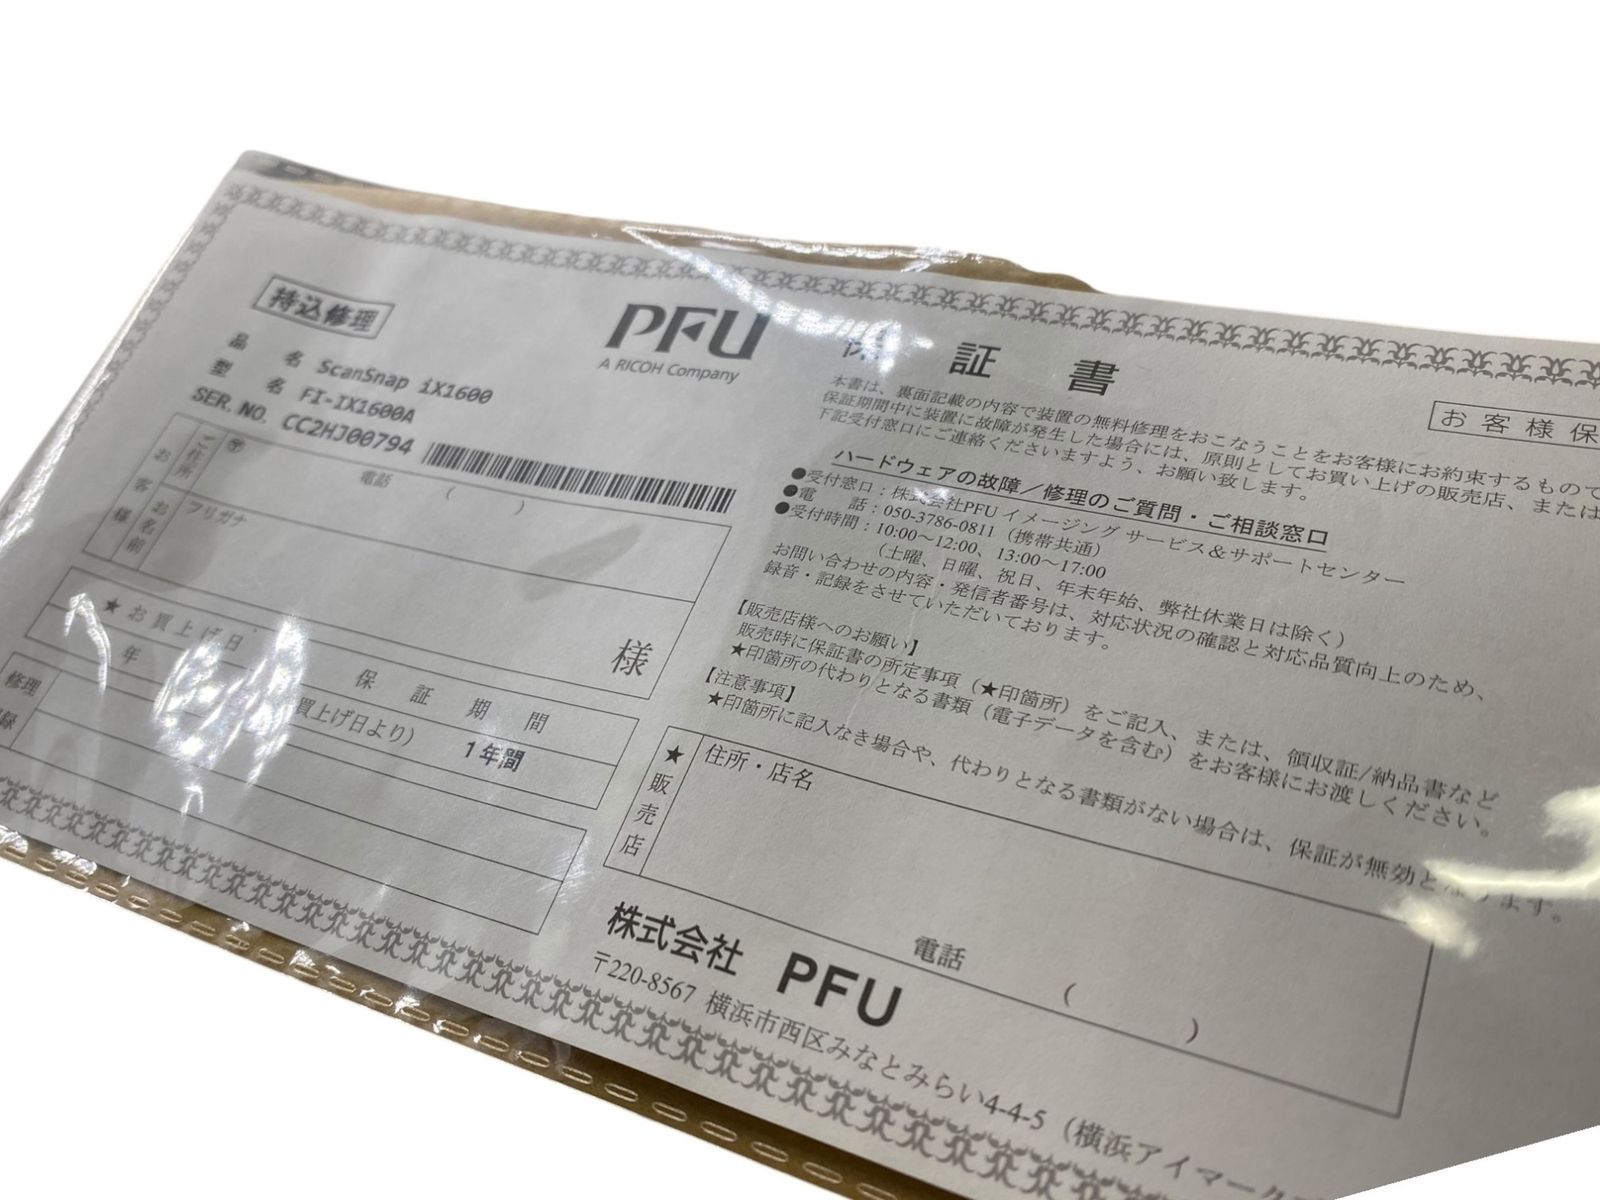 持込修理
品 名 ScanSnap iX1600
型 名 FI-IX1600A
SER. NO. CC2HJ00794
お客様
ご住所
〒
電話 ( )
お名前
フリガナ
様
★お買上げ日
年
保 証 期 間
買上げ日より) 1年間
修理
録
PFU
A RICOH Company
保 証 書
お客様保
本書は、裏面記載の内容で装置の無料修理をおこなうことをお客様にお約束するもので
保証期間中に装置に故障が発生した場合には、原則としてお買い上げの販売店、または
下記受付窓口にご連絡くださいますよう、お願い致します。
ハードウェアの故障/修理のご質問・ご相談窓口
●受付窓口：株式会社PFU イメージング サービス＆サポートセンター
●電 話：050-3786-0811（携帯共通）
●受付時間：10:00～12:00、13:00～17:00
（土曜、日曜、祝日、年末年始、弊社休業日は除く）
お問い合わせの内容・発信者番号は、対応状況の確認と対応品質向上のため、
録音・記録をさせていただいております。
【販売店様へのお願い】
販売時に保証書の所定事項（★印箇所）をご記入、または、領収証/納品書など
★印箇所の代わりとなる書類（電子データを含む）をお客様にお渡しください。
【注意事項】
★印箇所に記入なき場合や、代わりとなる書類がない場合は、保証が無効となります。
★販売店
住所・店名
電話 ( )
株式会社 PFU
〒220-8567 横浜市西区みなとみらい4-4-5（横浜アイマーク